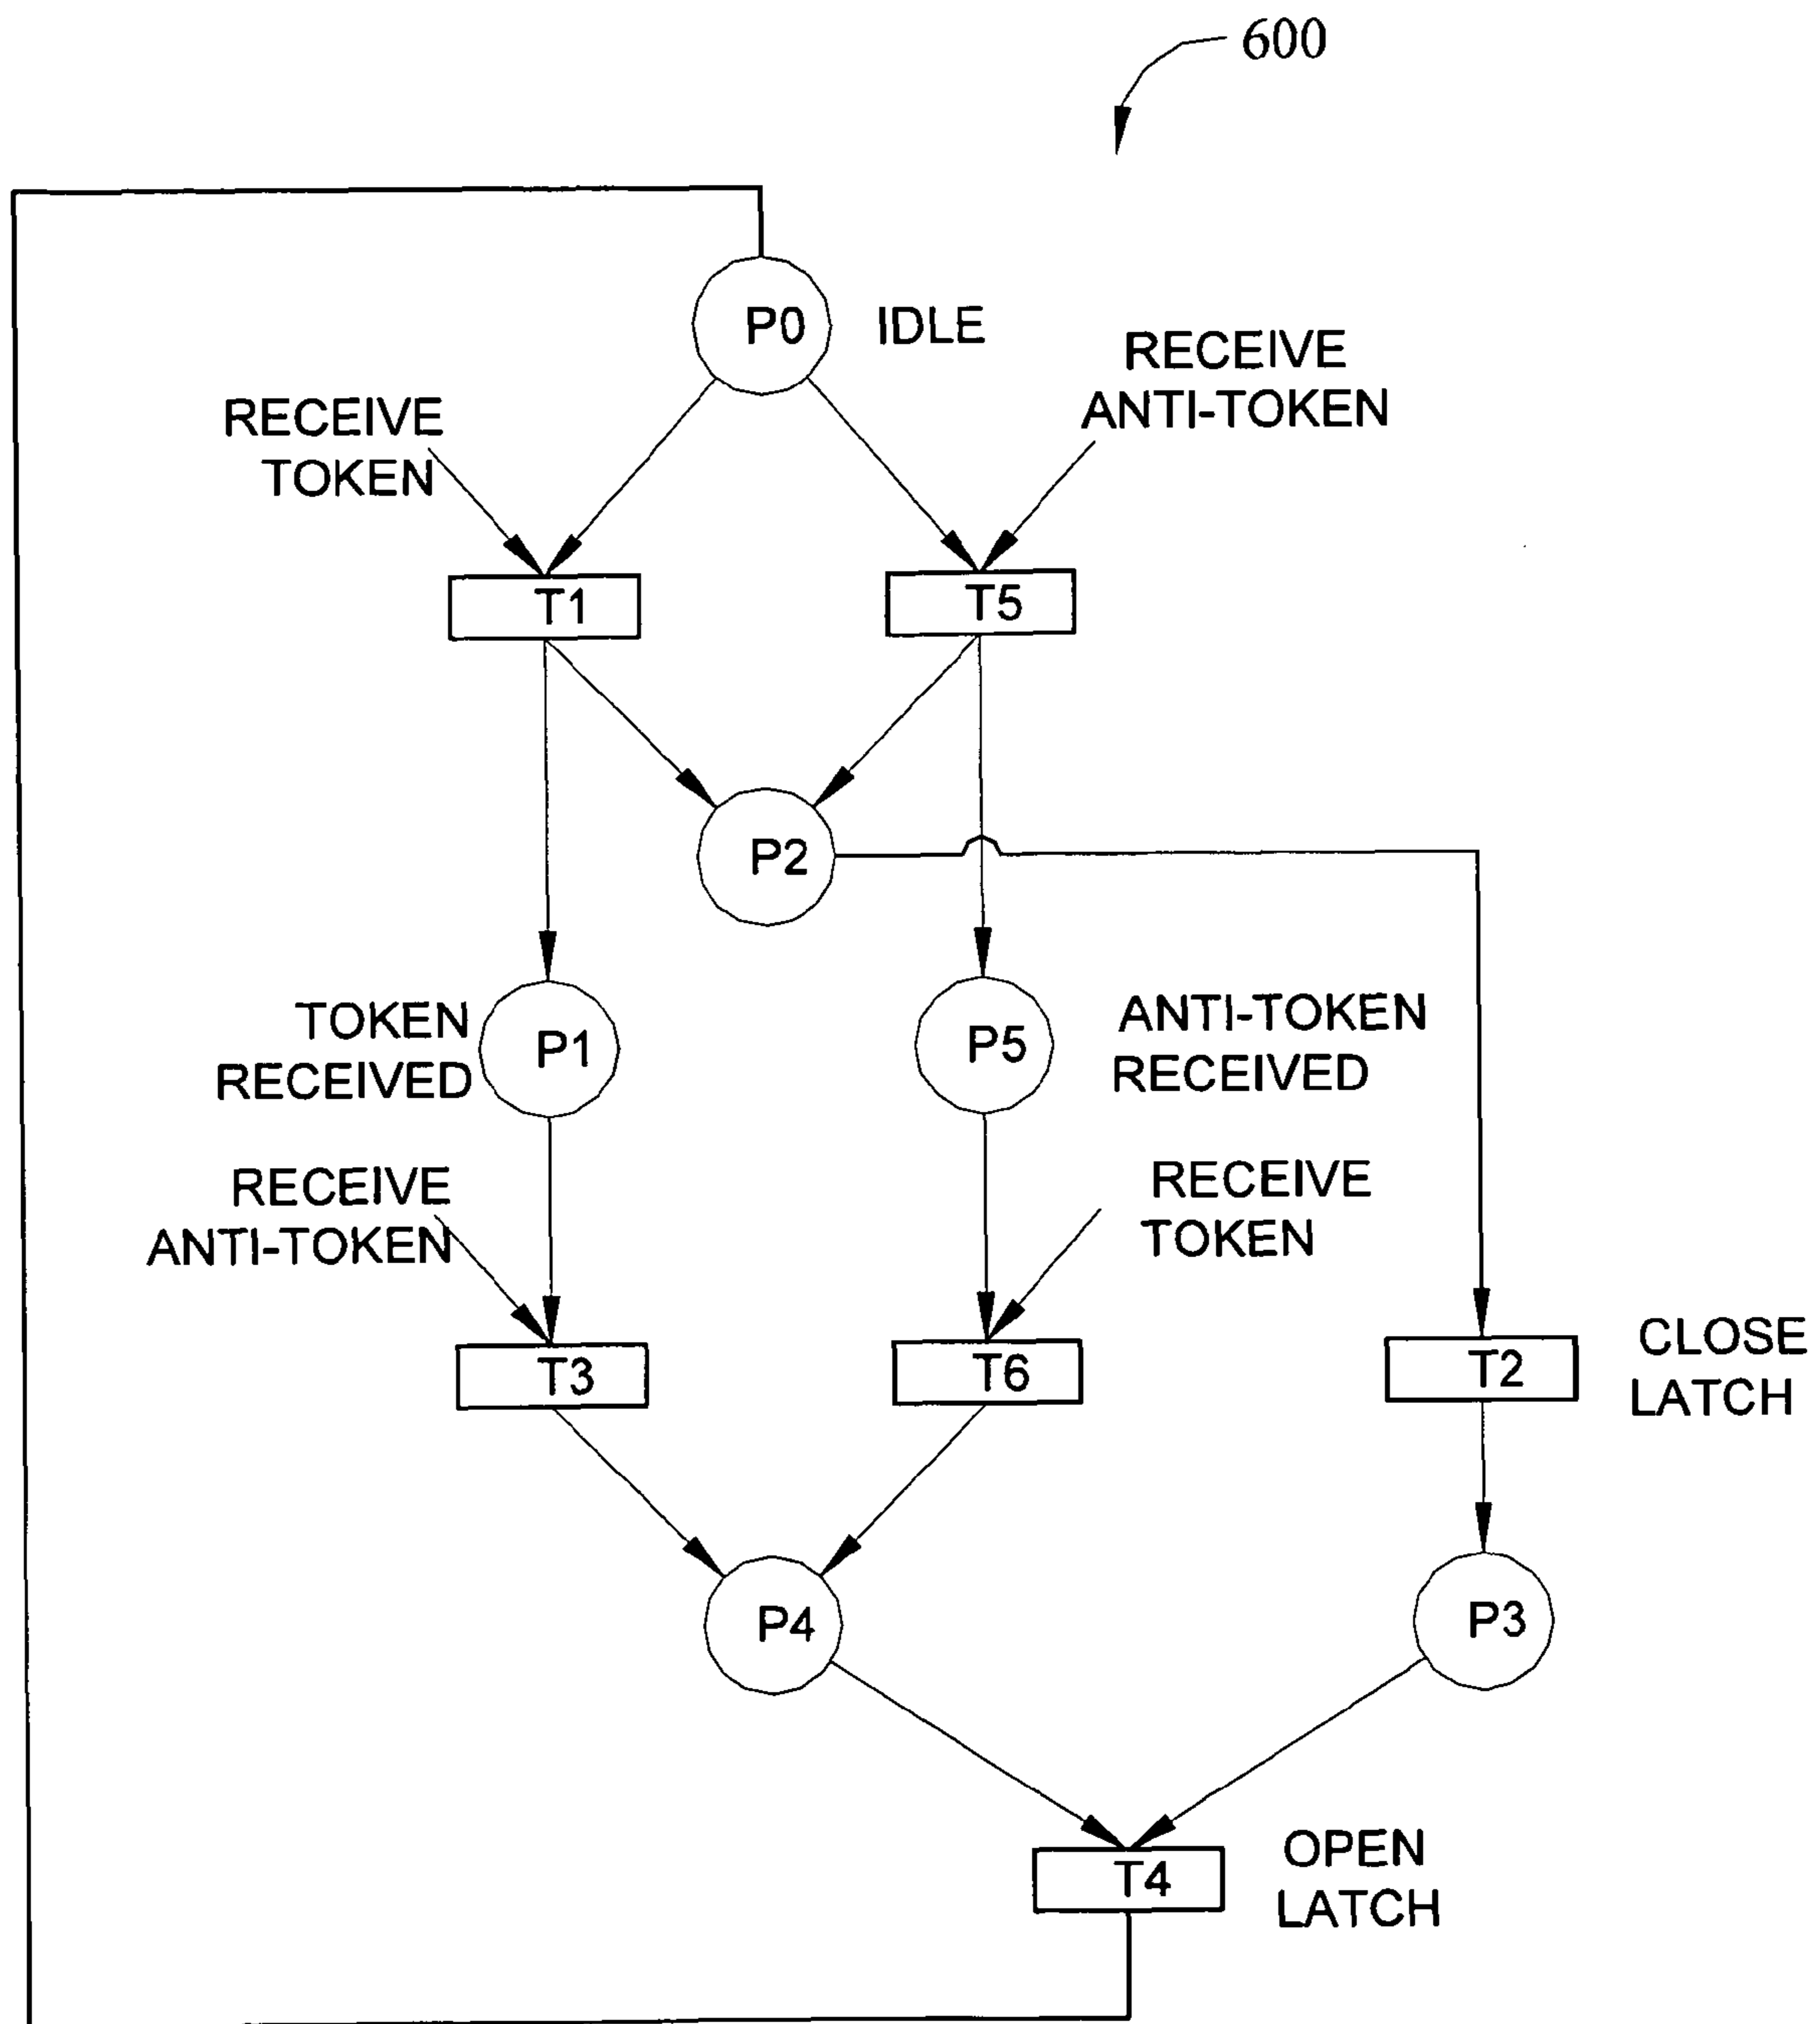 600
P0
IDLE
RECEIVE
ANTI-TOKEN
RECEIVE
TOKEN
T1
T5
P2
TOKEN
RECEIVED
P1
P5
ANTI-TOKEN
RECEIVED
RECEIVE
ANTI-TOKEN
RECEIVE
TOKEN
T3
T6
T2
CLOSE
LATCH
P4
P3
T4
OPEN
LATCH